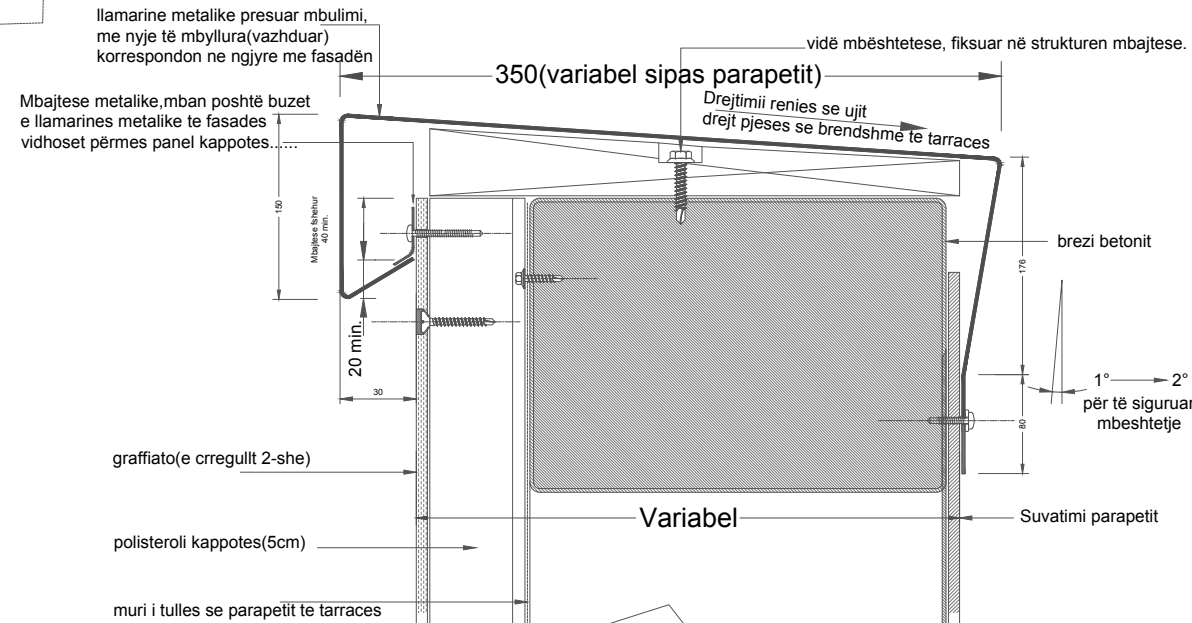 llamarine metalike presuar mbulimi,
me nyje të mbyllura(vazhduar)
korrespondon ne ngjyre me fasadën
vidë mbështetese, fiksuar në strukturen mbajtese.
350(variabel sipas parapetit)
Mbajtese metalike,mban poshtë buzet
e llamarines metalike te fasades
vidhoset përmes panel kappotes......
Drejtimii renies se ujit
drejt pjeses se brendshme te tarraces
150
Mbajtese fshehur
40 min.
brezi betonit
176
20 min.
30
1° 2°
për të siguruar
mbeshtetje
80
graffiato(e crregullt 2-she)
Variabel
Suvatimi parapetit
polisteroli kappotes(5cm)
muri i tulles se parapetit te tarraces